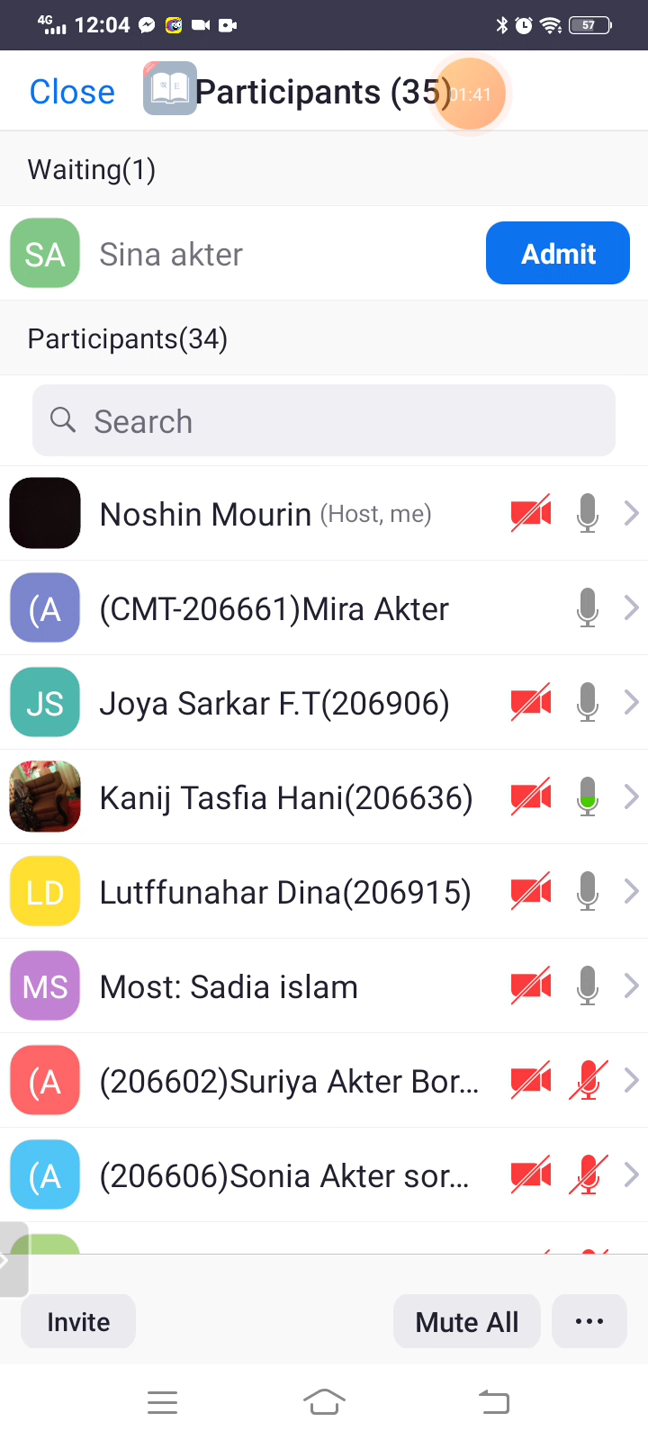 4G 12:04 57
Close Participants (35) 01:41
Waiting(1)
SA Sina akter Admit
Participants(34)
Search
Noshin Mourin (Host, me)
(A (CMT-206661)Mira Akter
JS Joya Sarkar F.T(206906)
Kanij Tasfia Hani(206636)
LD Lutffunahar Dina(206915)
MS Most: Sadia islam
(A (206602)Suriya Akter Bor...
(A (206606)Sonia Akter sor...
Invite Mute All